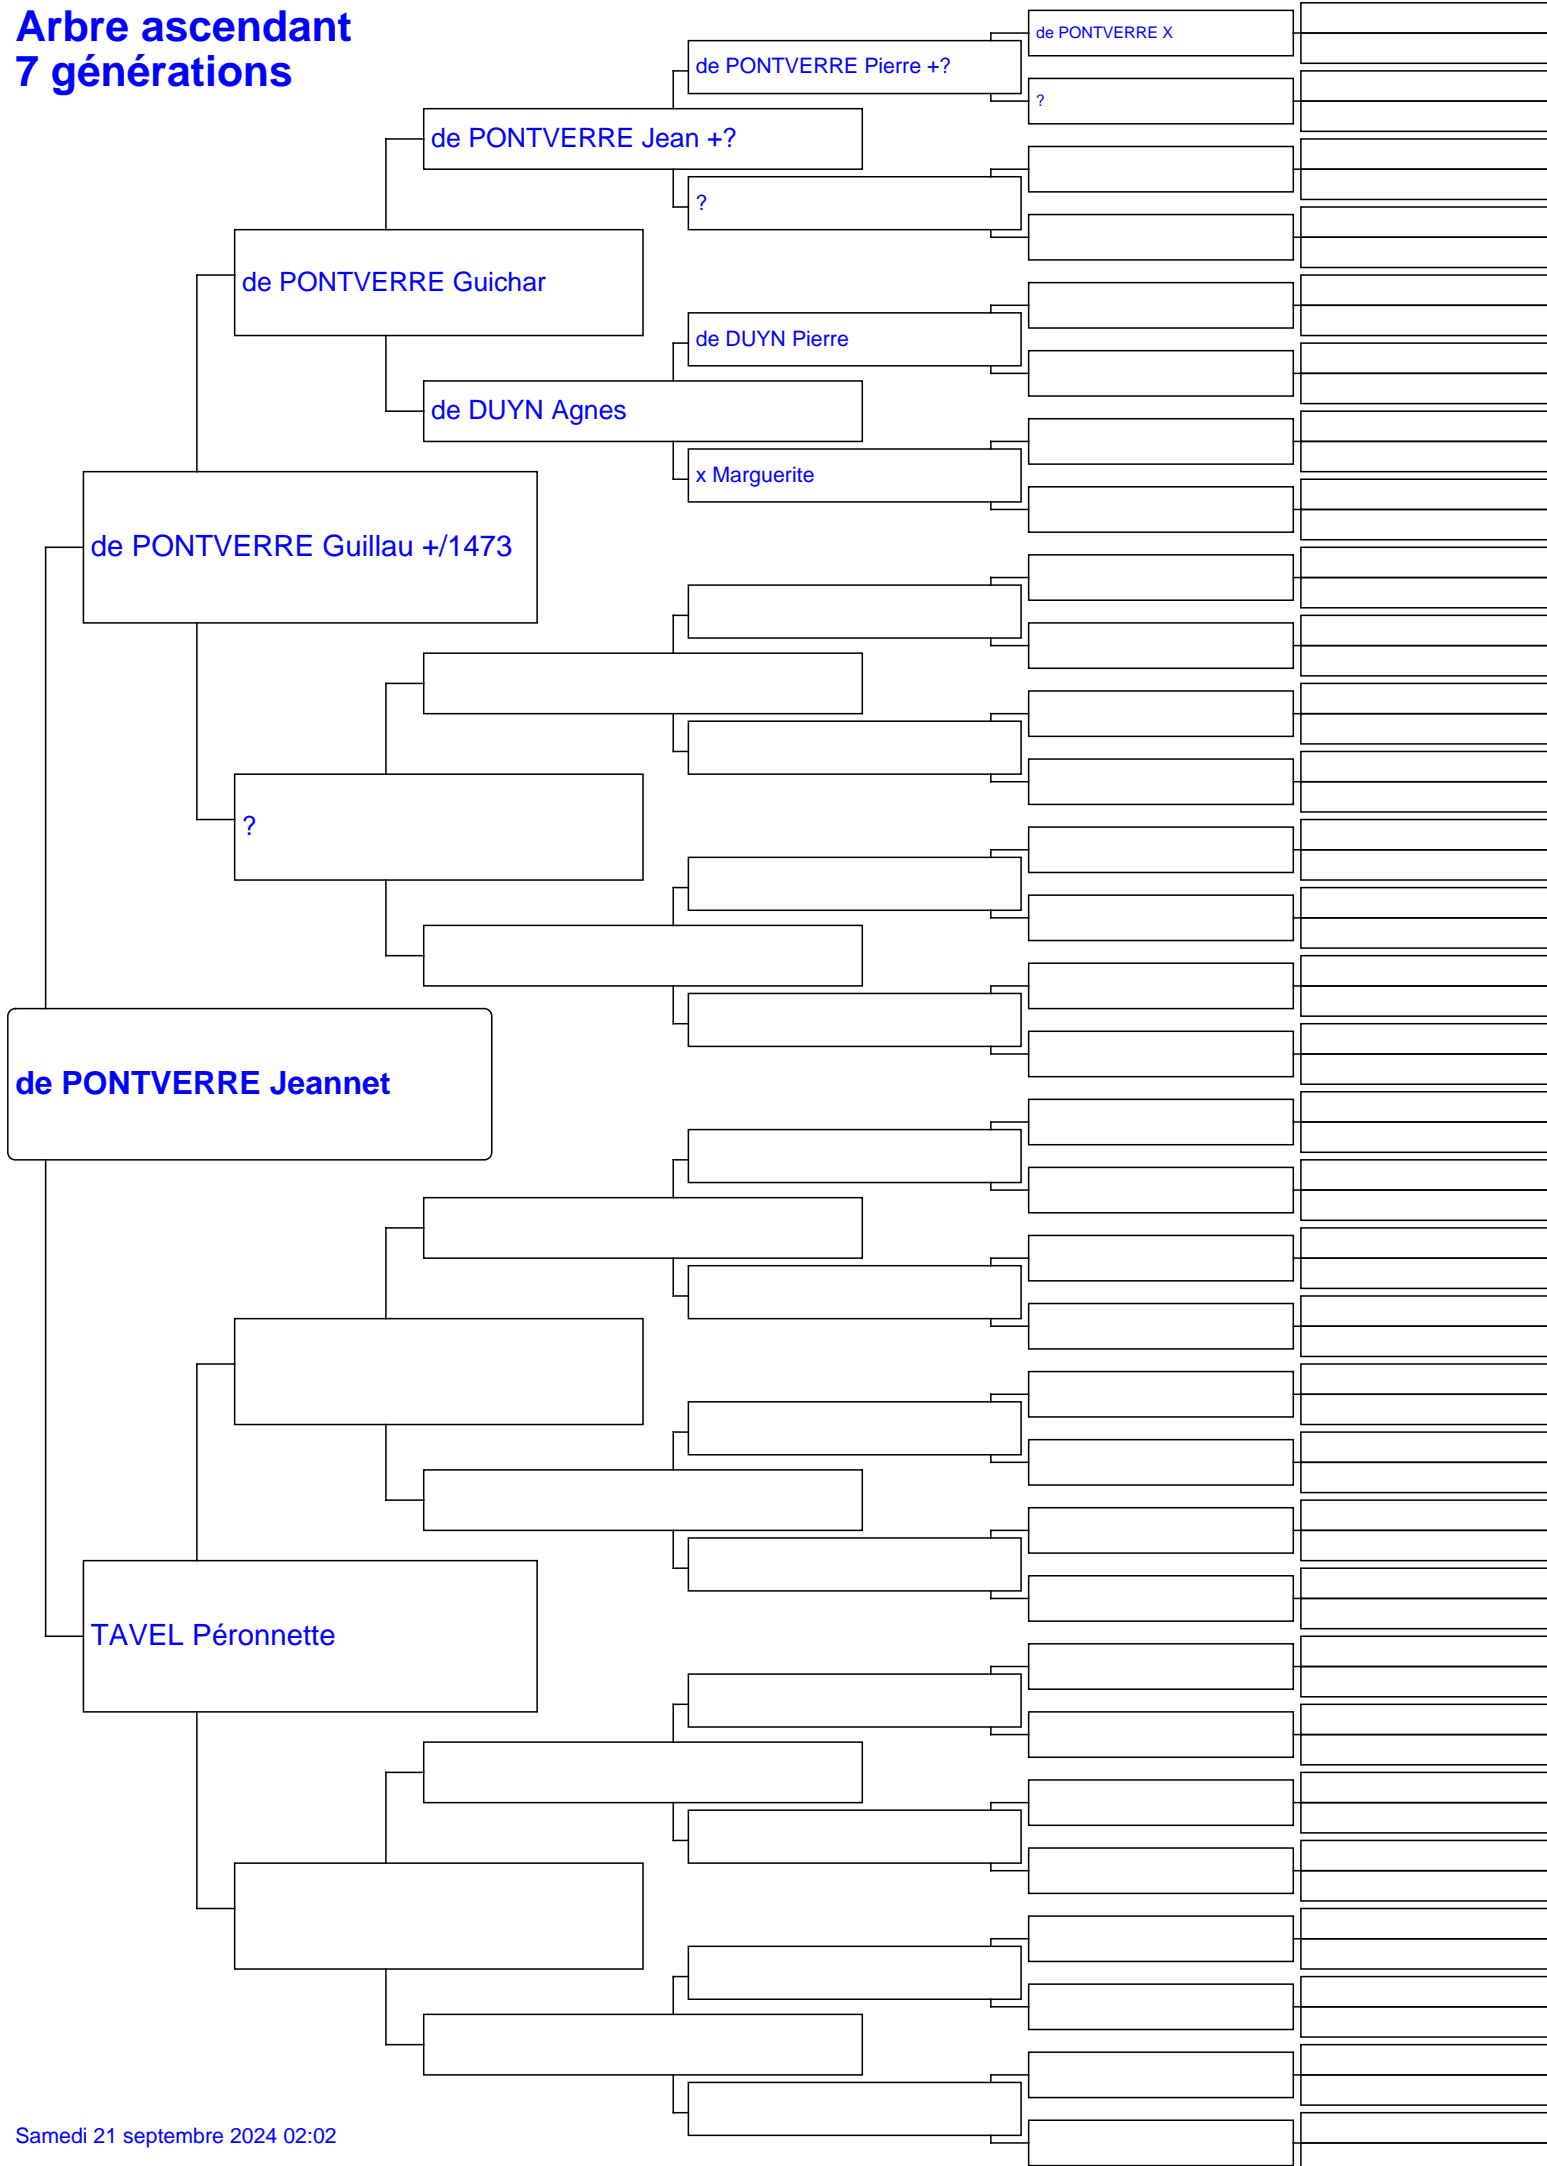 Arbre ascendant
7 générations
de PONTVERRE X
de PONTVERRE Pierre +?
?
de PONTVERRE Jean +?
?
de PONTVERRE Guichar
de DUYN Pierre
de DUYN Agnes
x Marguerite
de PONTVERRE Guillau +/1473
?
de PONTVERRE Jeannet
TAVEL Péronnette
Samedi 21 septembre 2024 02:02